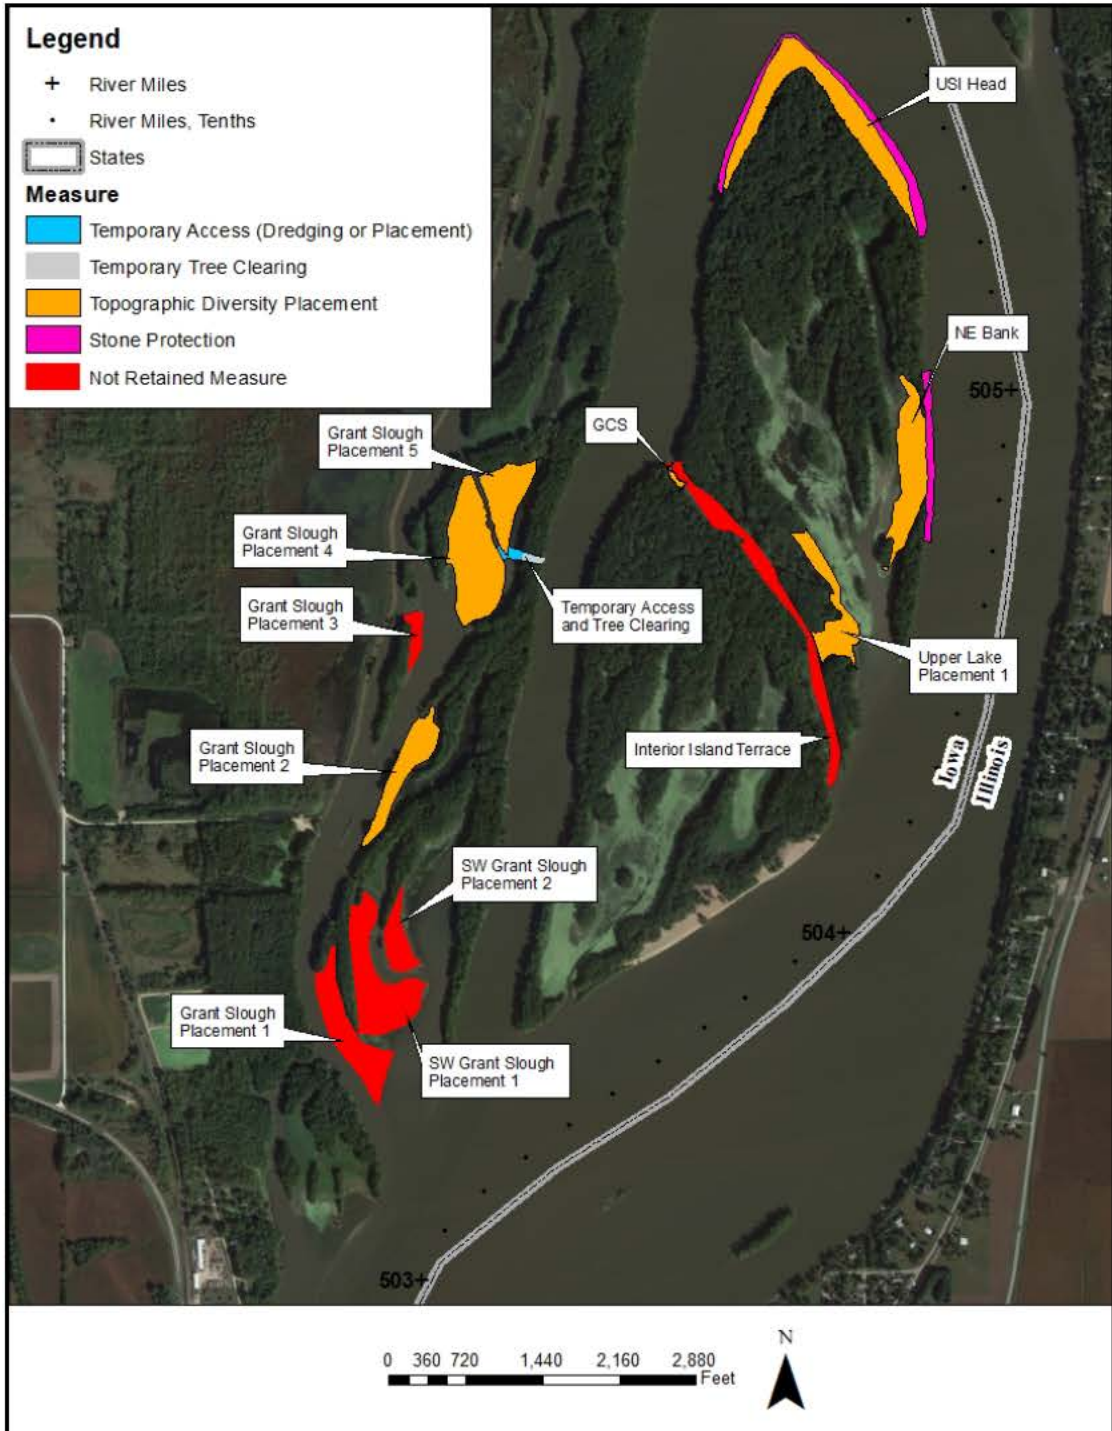 Legend
+ River Miles
· River Miles, Tenths
States
Measure
Temporary Access (Dredging or Placement)
Temporary Tree Clearing
Topographic Diversity Placement
Stone Protection
Not Retained Measure
USI Head
NE Bank
505+
GCS
Grant Slough
Placement 5
Grant Slough
Placement 4
Grant Slough
Placement 3
Temporary Access
and Tree Clearing
Upper Lake
Placement 1
Grant Slough
Placement 2
Interior Island Terrace
Iowa
Illinois
SW Grant Slough
Placement 2
504+
Grant Slough
Placement 1
SW Grant Slough
Placement 1
503+
N
0 360 720 1,440 2,160 2,880
Feet